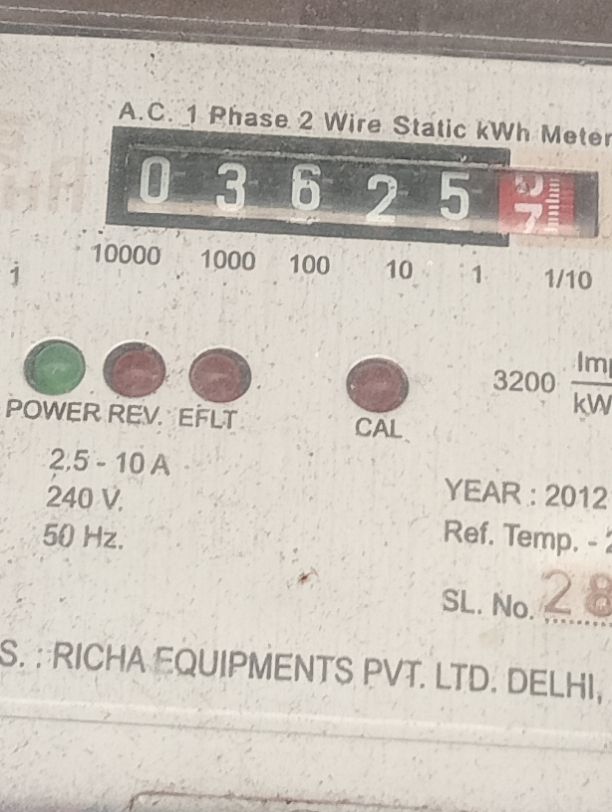 A.C. 1 Phase 2 Wire Static kWh Meter
0 3 6 2 5
10000 1000 100 10 1 1/10
3200 Imp
kW
POWER REV. EFLT CAL
2.5 - 10 A
240 V.
50 Hz.
YEAR : 2012
Ref. Temp. - 2
SL. No. 28
S. : RICHA EQUIPMENTS PVT. LTD. DELHI,